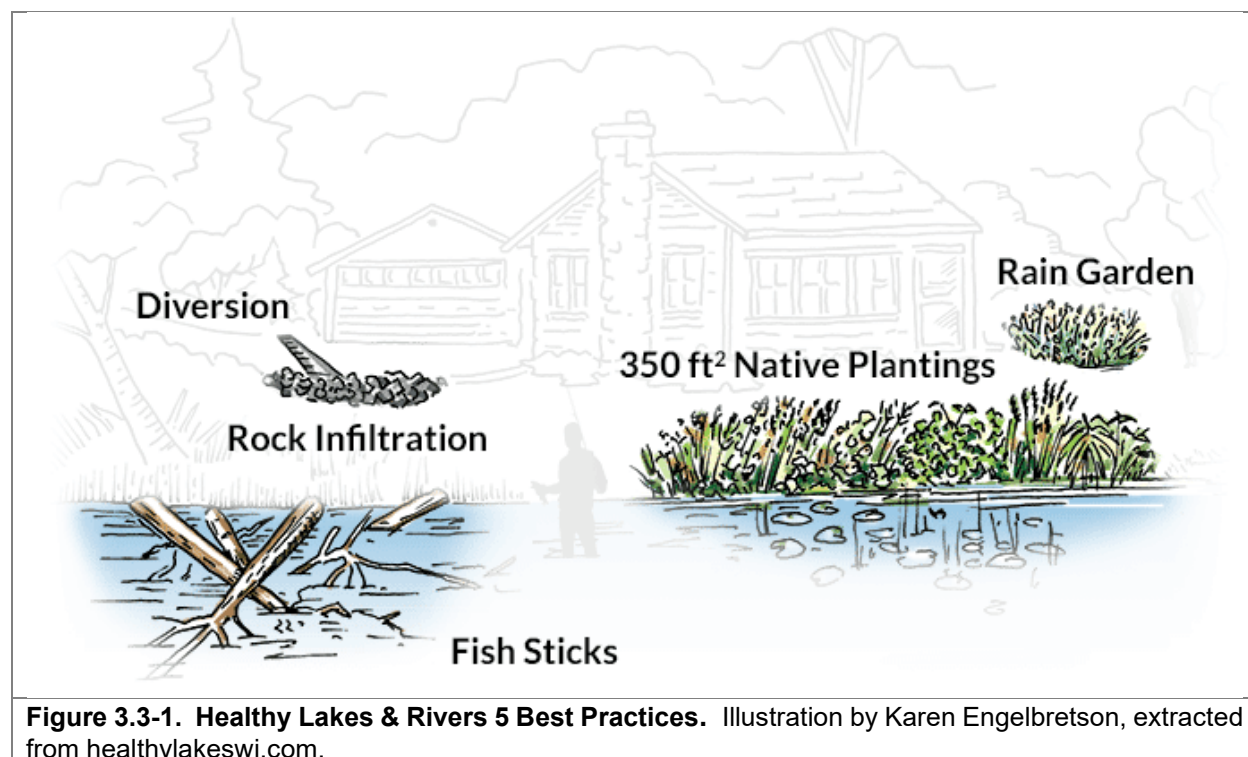 Rain Garden
Diversion
350 ft² Native Plantings
Rock Infiltration
Fish Sticks
Figure 3.3-1. Healthy Lakes & Rivers 5 Best Practices. Illustration by Karen Engelbretson, extracted
from healthylakeswi.com.